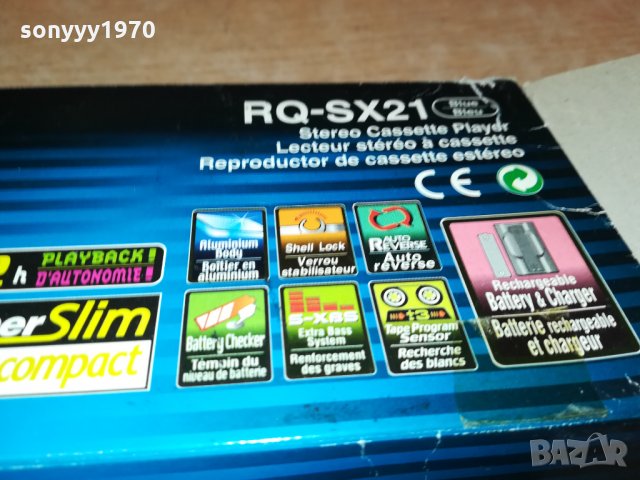 sonyyy1970
RQ-SX21 Blue Bleu
Stereo Cassette Player
Lecteur stéréo à cassette
Reproductor de cassette estéreo
CE
h PLAYBACK!
D'AUTONOMIE!
Slim
compact
Aluminium
Body
Boîtier en
aluminium
Shell Lock
Verrou
stabilisateur
AUTO
REVERSE
Auto
reverse
Battery Checker
Témoin du
niveau de batterie
S-XBS
Extra Bass
System
Renforcement
des graves
±3
Tape Program
Sensor
Recherche
des blancs
Rechargeable
Battery & Charger
Batterie rechargeable
et chargeur
BAZAR